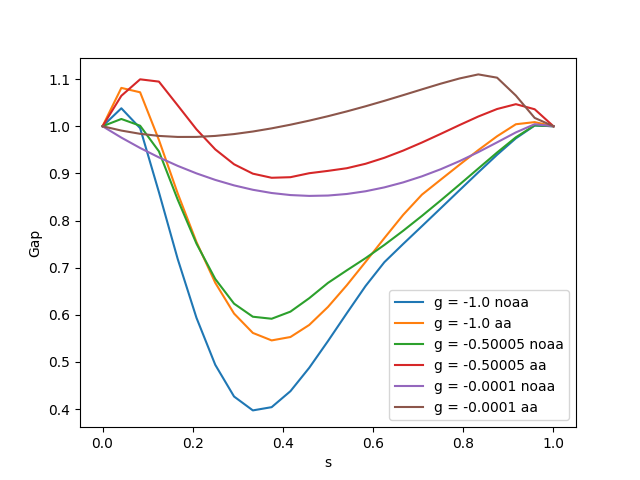 1.1
1.0
0.9
0.8
0.7
0.6
0.5
0.4
Gap
g = -1.0 noaa
g = -1.0 aa
g = -0.50005 noaa
g = -0.50005 aa
g = -0.0001 noaa
g = -0.0001 aa
0.0 0.2 0.4 0.6 0.8 1.0
s